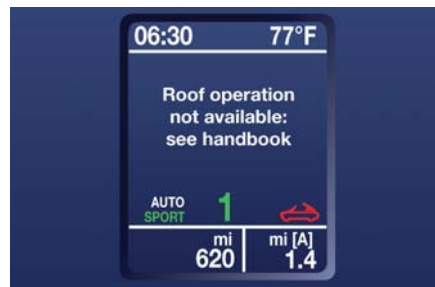 06:30 77°F
Roof operation
not available:
see handbook
AUTO
SPORT 1
mi mi [A]
620 1.4